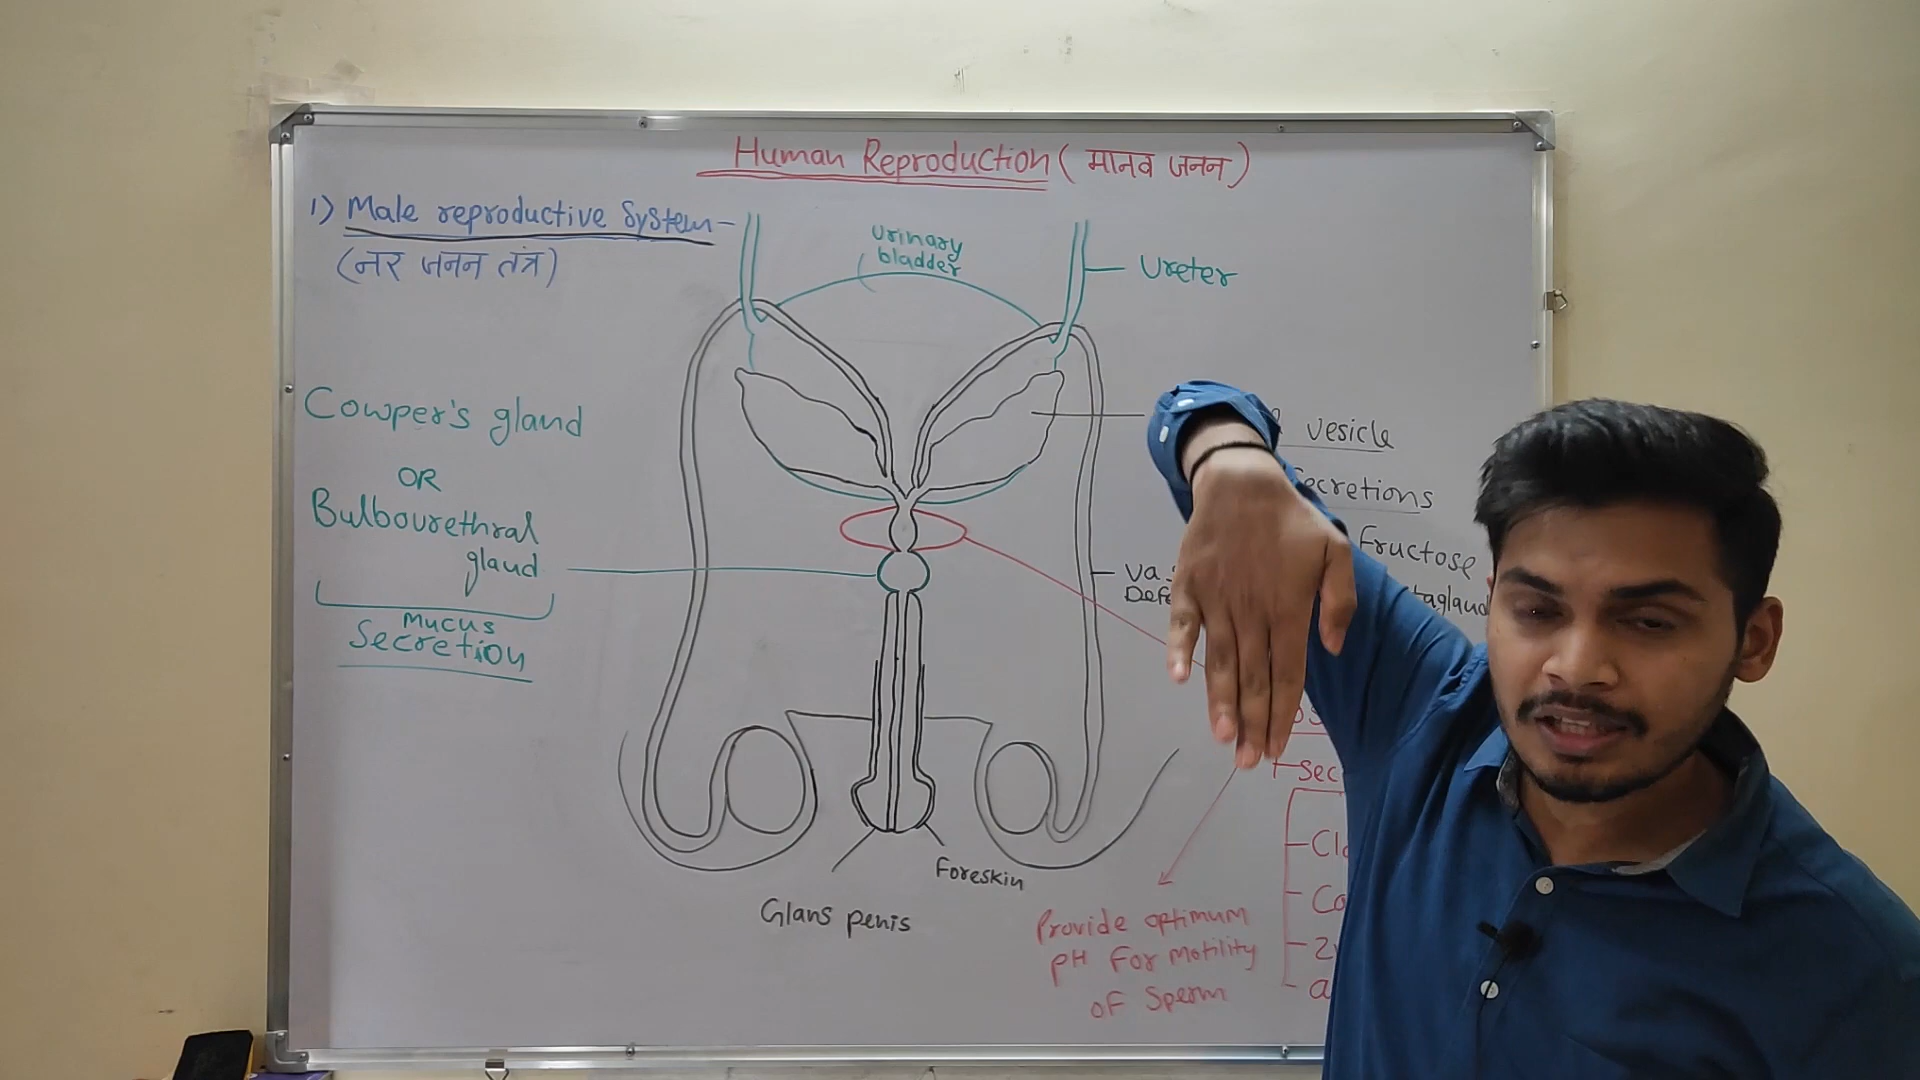 Human Reproduction ( मानव जनन )
1) Male reproductive System -
(नर जनन तंत्र)
Urinary
bladder
Ureter
Cowper's gland
OR
Bulbourethral
gland
Mucus
Secretion
vesicle
Secretions
Fructose
Foreskin
Glans penis
Provide optimum
pH For Motility
of Sperm